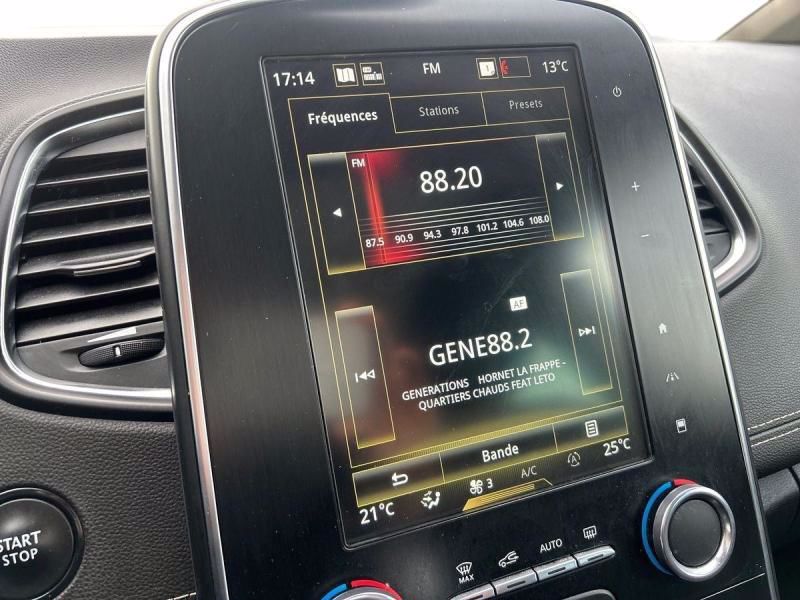 17:14 FM 1 13°C
Fréquences Stations Presets
FM
88.20
87.5 90.9 94.3 97.8 101.2 104.6 108.0
AF
GENE88.2
GENERATIONS HORNET LA FRAPPE -
QUARTIERS CHAUDS FEAT LETO
Bande
21°C 3 A/C A 25°C
START
STOP
MAX AUTO